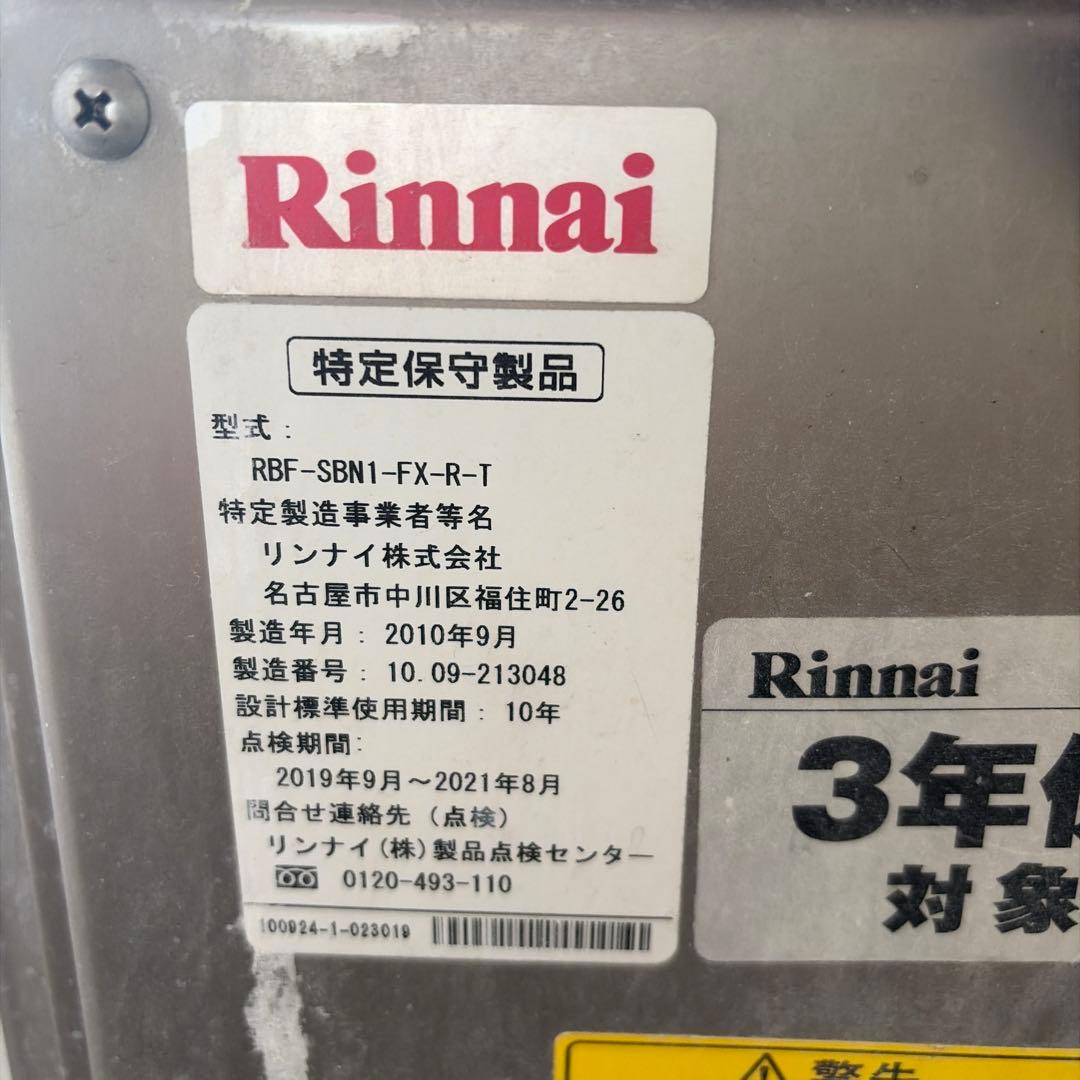 Rinnai
特定保守製品
型式:
RBF-SBN1-FX-R-T
特定製造事業者等名
リンナイ株式会社
名古屋市中川区福住町2-26
製造年月: 2010年9月
製造番号: 10.09-213048
設計標準使用期間: 10年
点検期間:
2019年9月～2021年8月
問合せ連絡先（点検）
リンナイ(株)製品点検センター
0120-493-110
100924-1-023019
Rinnai
3年保
対象
警告